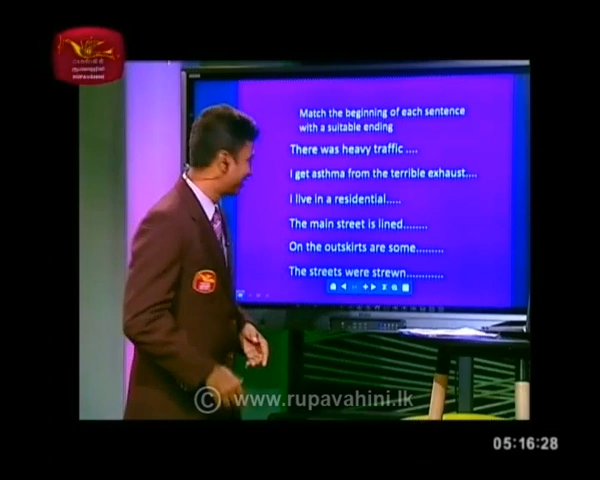 RUPAVAHINI
Match the beginning of each sentence
with a suitable ending
There was heavy traffic ....
I get asthma from the terrible exhaust....
I live in a residential.....
The main street is lined........
On the outskirts are some.........
The streets were strewn............
© www.rupavahini.lk
05:16:28